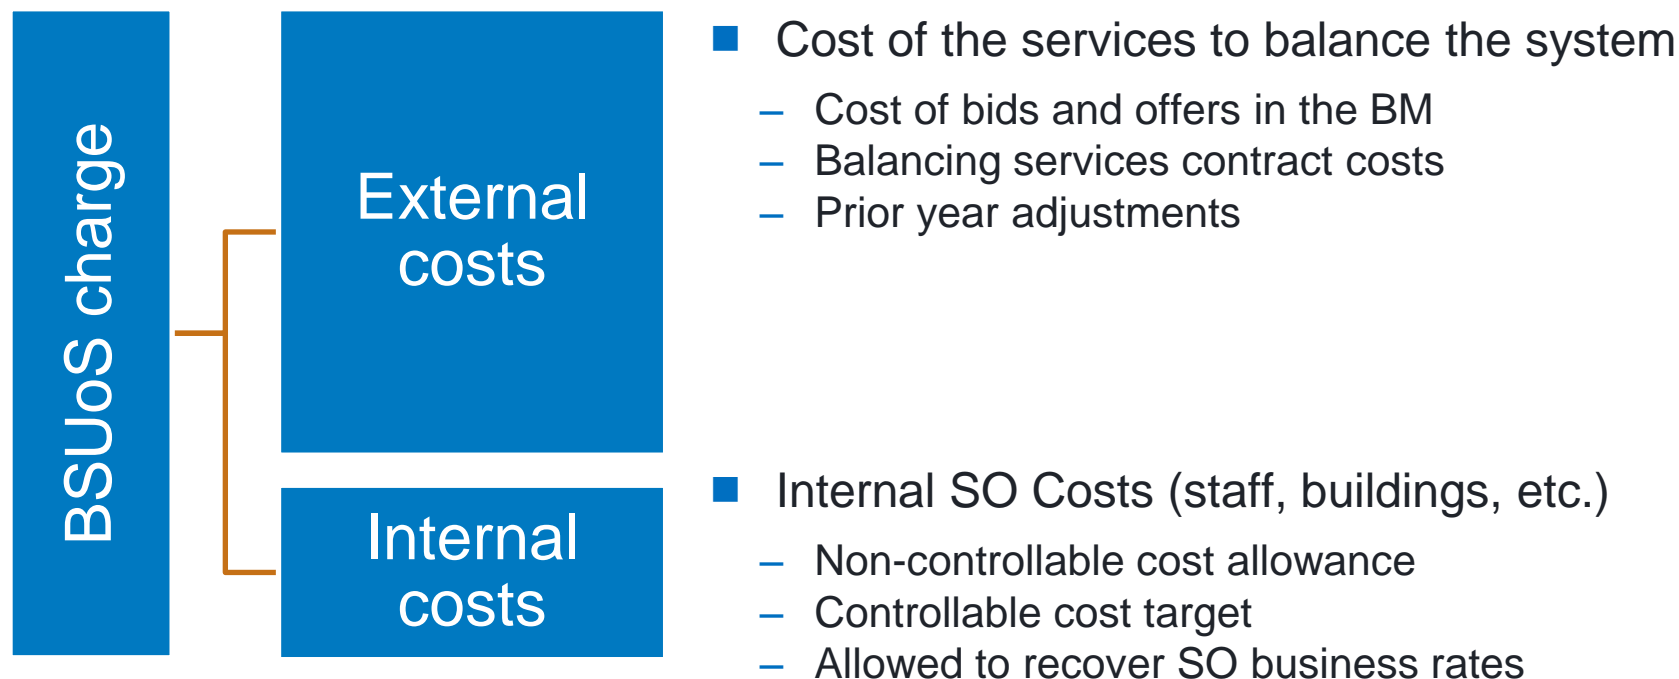 BSUoS charge
External
costs
Cost of the services to balance the system
– Cost of bids and offers in the BM
– Balancing services contract costs
– Prior year adjustments
Internal
costs
Internal SO Costs (staff, buildings, etc.)
– Non-controllable cost allowance
– Controllable cost target
– Allowed to recover SO business rates